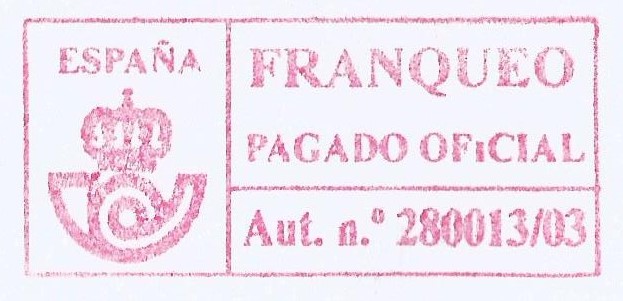 ESPAÑA
FRANQUEO
PAGADO OFICIAL
Aut. n.º 280013/03